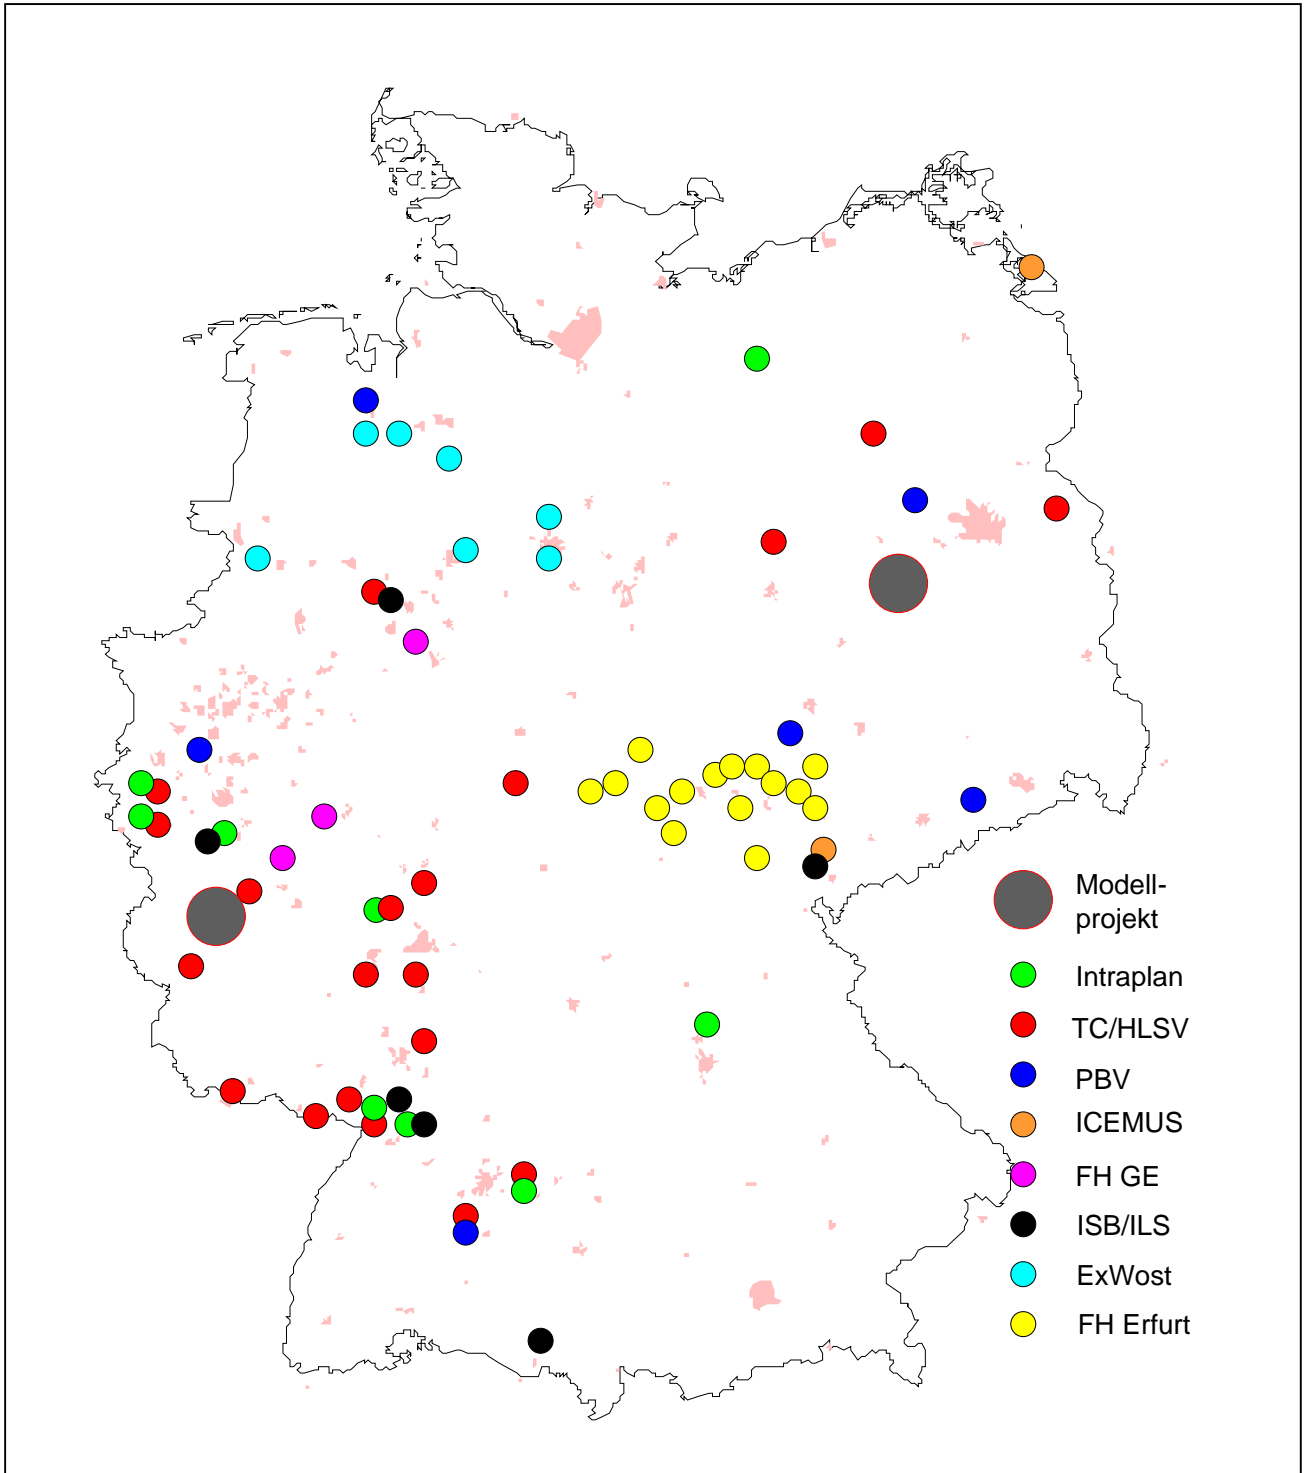 Modell-
projekt
Intraplan
TC/HLSV
PBV
ICEMUS
FH GE
ISB/ILS
ExWost
FH Erfurt